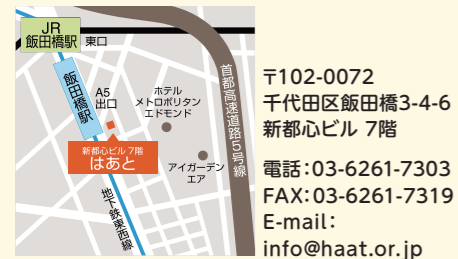 JR
飯田橋駅
東口
飯田橋駅
A5
出口
ホテル
メトロポリタン
エドモンド
新都心ビル 7階
はあと
アイガーデン
エア
地下鉄東西線
首都高速道路5号線
〒102-0072
千代田区飯田橋3-4-6
新都心ビル 7階
電話:03-6261-7303
FAX:03-6261-7319
E-mail:
info@haat.or.jp